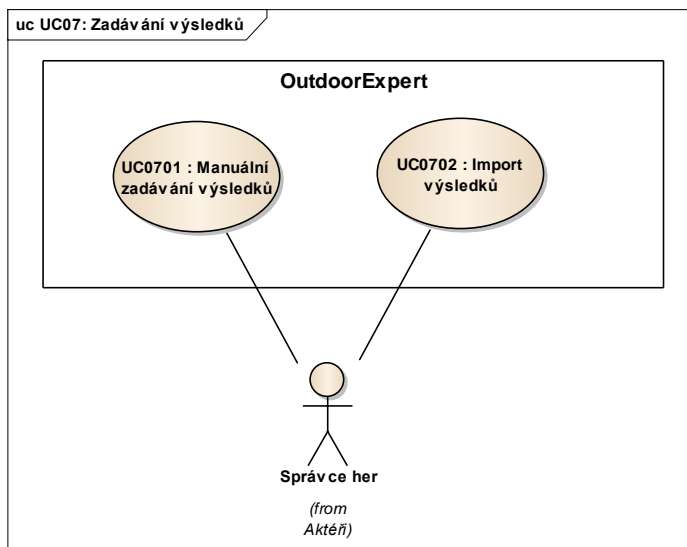 uc UC07: Zadávání výsledků
OutdoorExpert
UC0701 : Manuální
zadávání výsledků
UC0702 : Import
výsledků
Správce her
(from
Aktéři)